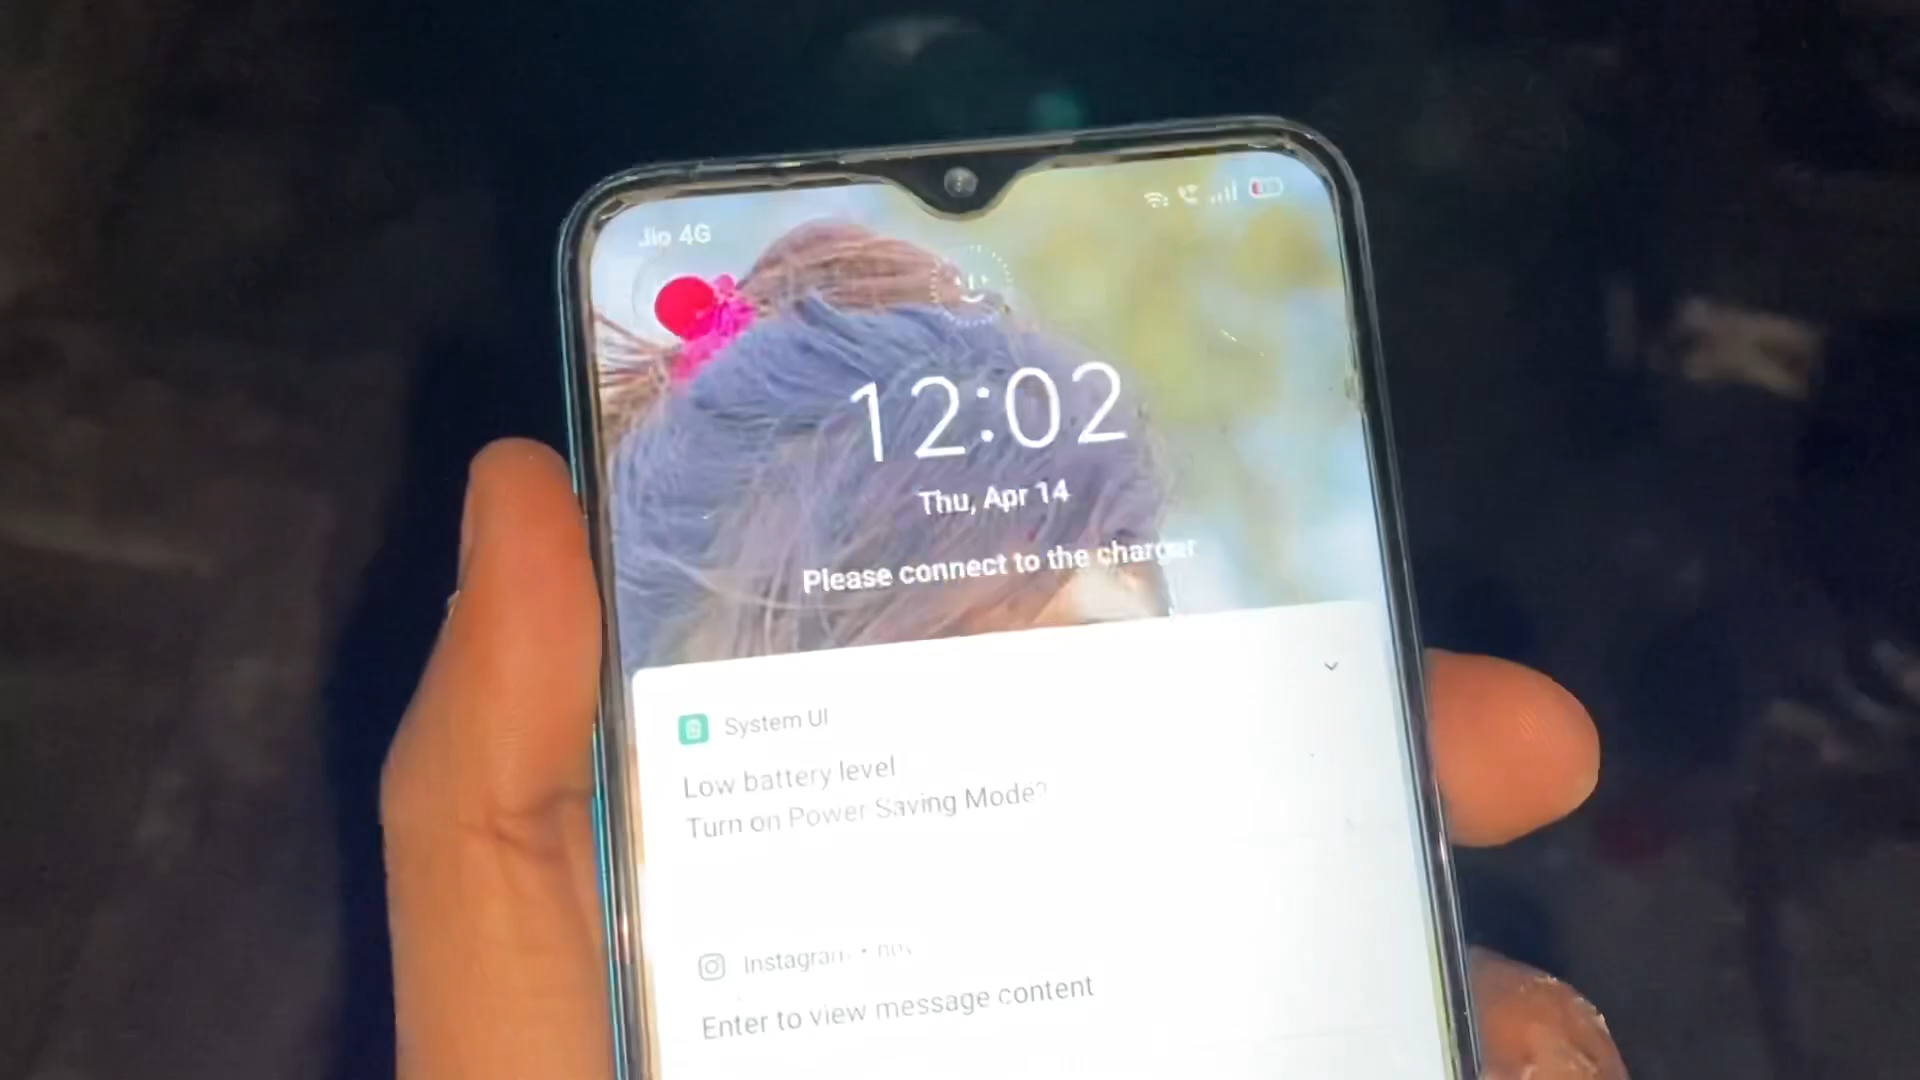 Jio 4G
12:02
Thu, Apr 14
Please connect to the charger
System UI
Low battery level
Turn on Power Saving Mode?
Instagram • now
Enter to view message content